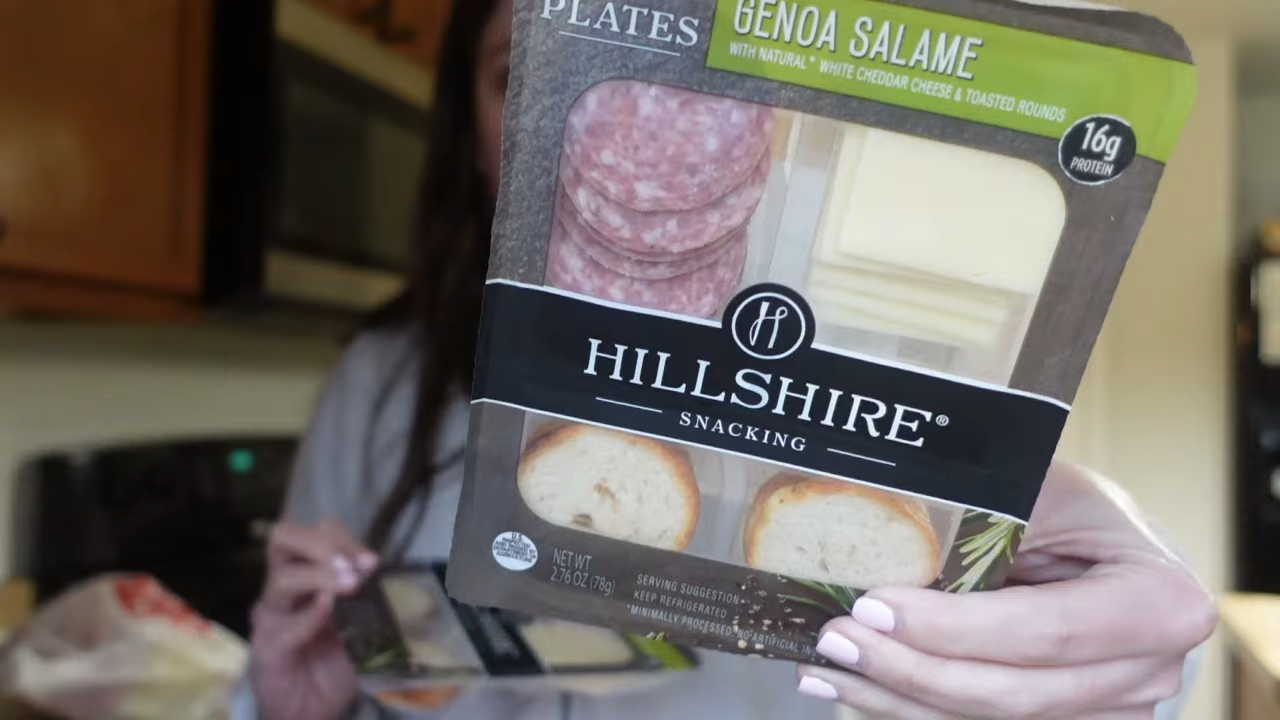 PLATES
GENOA SALAME
WITH NATURAL* WHITE CHEDDAR CHEESE & TOASTED ROUNDS
16g
PROTEIN
H
HILLSHIRE®
SNACKING
NET WT
2.76 OZ (78g)
SERVING SUGGESTION
KEEP REFRIGERATED
*MINIMALLY PROCESSED, NO ARTIFICIAL